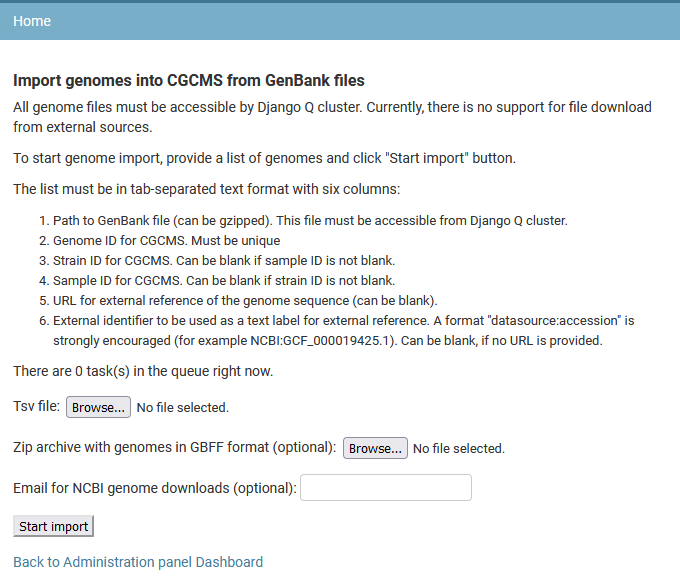 Home
Import genomes into CGCMS from GenBank files
All genome files must be accessible by Django Q cluster. Currently, there is no support for file download
from external sources.
To start genome import, provide a list of genomes and click "Start import" button.
The list must be in tab-separated text format with six columns:
1. Path to GenBank file (can be gzipped). This file must be accessible from Django Q cluster.
2. Genome ID for CGCMS. Must be unique
3. Strain ID for CGCMS. Can be blank if sample ID is not blank.
4. Sample ID for CGCMS. Can be blank if strain ID is not blank.
5. URL for external reference of the genome sequence (can be blank).
6. External identifier to be used as a text label for external reference. A format "datasource:accession" is
strongly encouraged (for example NCBI:GCF_000019425.1). Can be blank, if no URL is provided.
There are 0 task(s) in the queue right now.
Tsv file: Browse... No file selected.
Zip archive with genomes in GBFF format (optional): Browse... No file selected.
Email for NCBI genome downloads (optional):
Start import
Back to Administration panel Dashboard